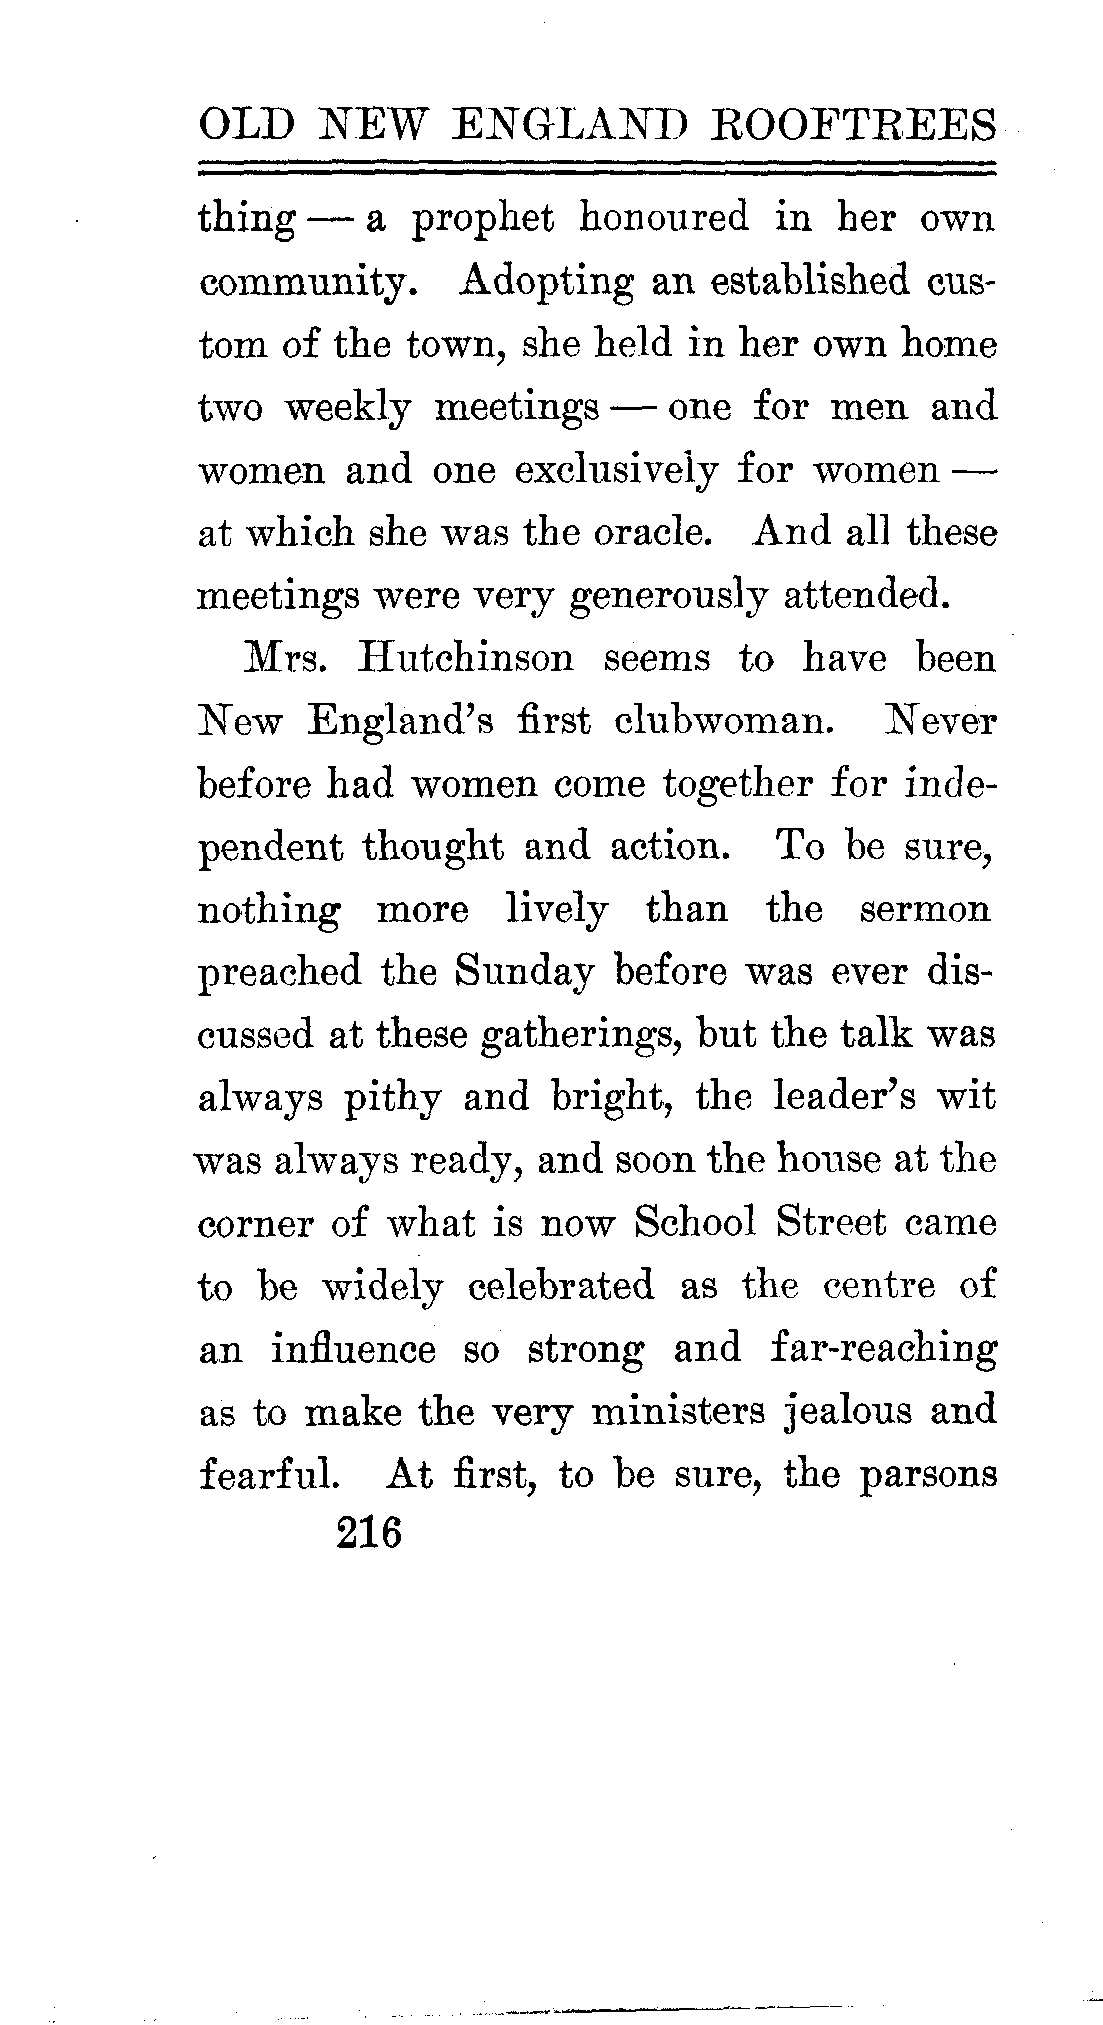 OLD NEW ENGLAND ROOFTREES
thing — a prophet honoured in her own
community. Adopting an established cus-
tom of the town, she held in her own home
two weekly meetings — one for men and
women and one exclusively for women —
at which she was the oracle. And all these
meetings were very generously attended.
Mrs. Hutchinson seems to have been
New England's first clubwoman. Never
before had women come together for inde-
pendent thought and action. To be sure,
nothing more lively than the sermon
preached the Sunday before was ever dis-
cussed at these gatherings, but the talk was
always pithy and bright, the leader's wit
was always ready, and soon the house at the
corner of what is now School Street came
to be widely celebrated as the centre of
an influence so strong and far-reaching
as to make the very ministers jealous and
fearful. At first, to be sure, the parsons
216